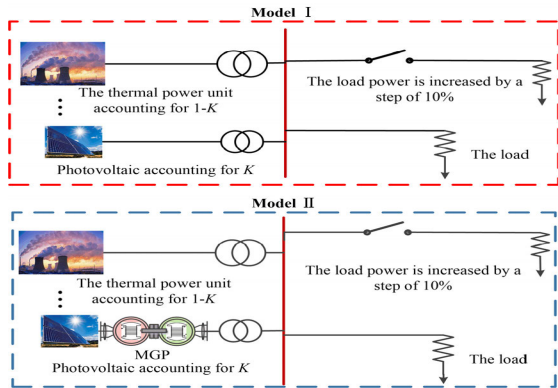 Model Ⅰ
The thermal power unit
accounting for 1-K
The load power is increased by a
step of 10%
Photovoltaic accounting for K
The load
Model Ⅱ
The thermal power unit
accounting for 1-K
The load power is increased by a
step of 10%
MGP
Photovoltaic accounting for K
The load